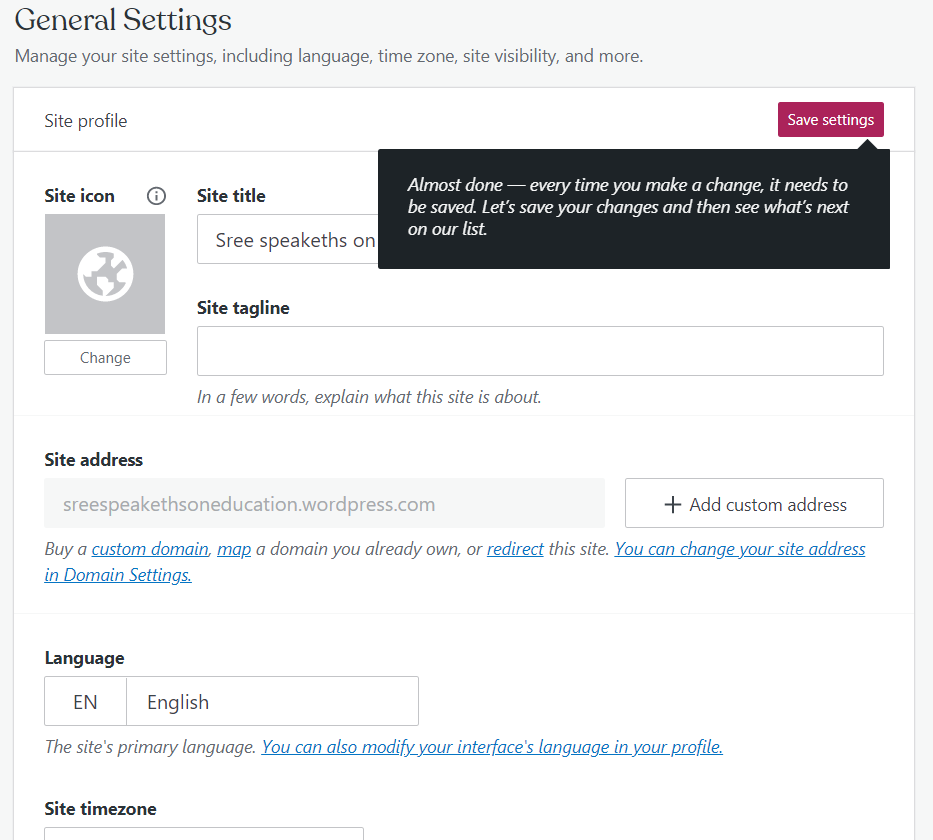 General Settings
Manage your site settings, including language, time zone, site visibility, and more.
Site profile
Save settings
Almost done — every time you make a change, it needs to
be saved. Let’s save your changes and then see what’s next
on our list.
Site icon
Site title
Sree speakeths on
Change
Site tagline
In a few words, explain what this site is about.
Site address
sreespeakethsoneducation.wordpress.com
Add custom address
Buy a custom domain, map a domain you already own, or redirect this site. You can change your site address
in Domain Settings.
Language
EN English
The site's primary language. You can also modify your interface's language in your profile.
Site timezone